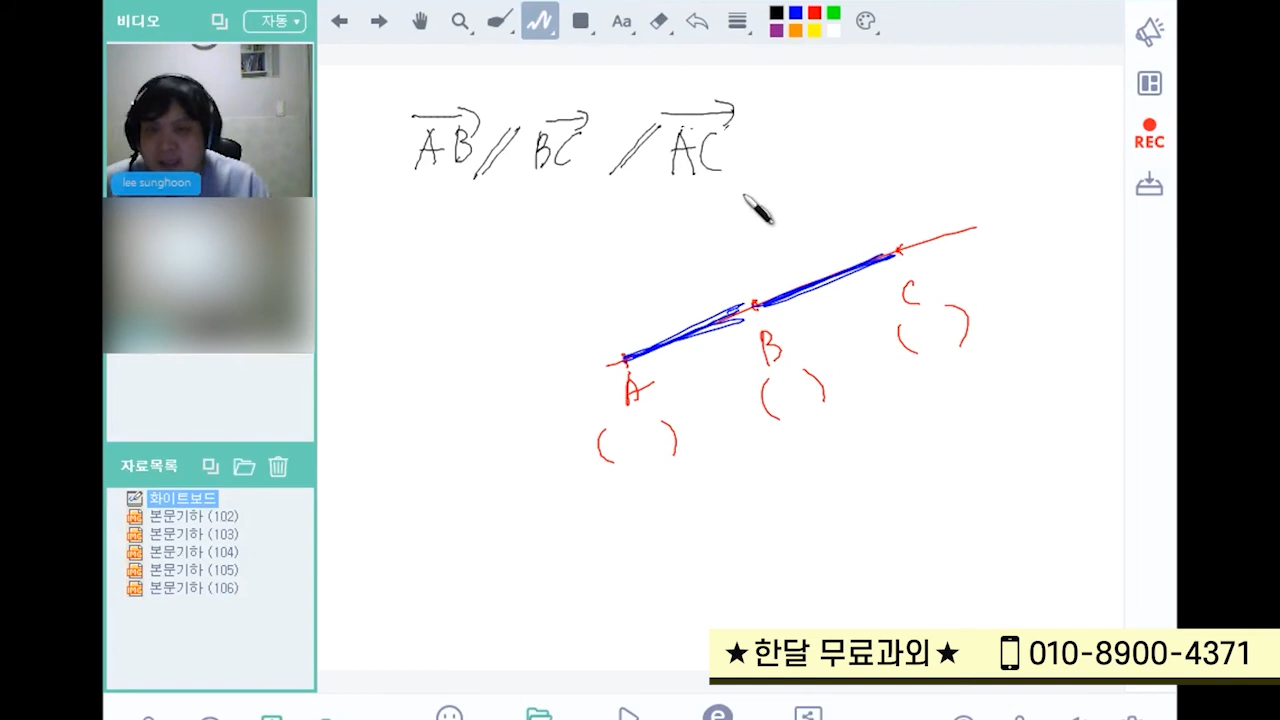 비디오
자동
Aa
REC
lee sunghoon
AB // BC // AC
A
B
C
( )
( )
( )
자료목록
화이트보드
본문기하 (102)
본문기하 (103)
본문기하 (104)
본문기하 (105)
본문기하 (106)
★한달 무료과외★ 010-8900-4371